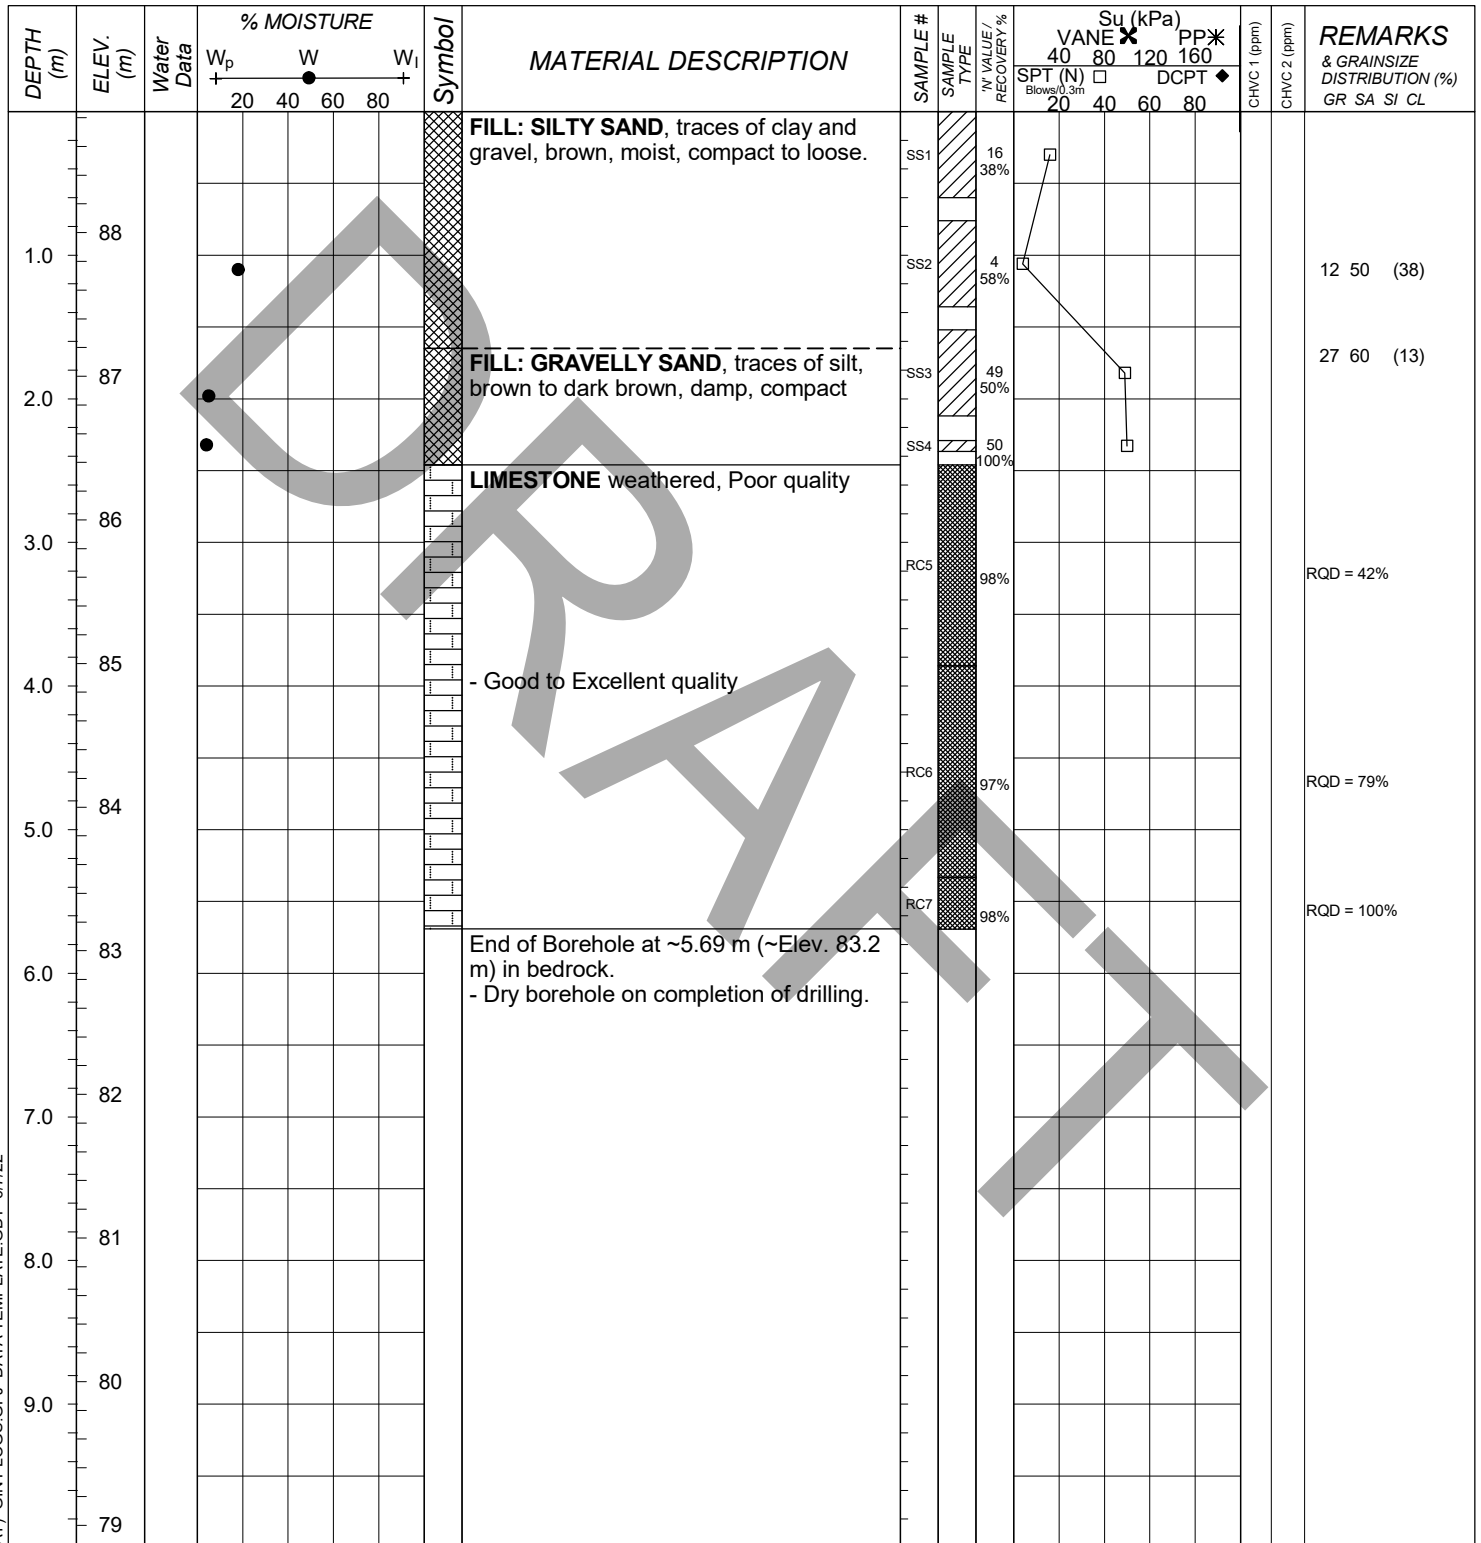 DEPTH (m)
ELEV. (m)
Water Data
% MOISTURE
Wp W Wl
20 40 60 80
Symbol
MATERIAL DESCRIPTION
SAMPLE #
SAMPLE TYPE
'N' VALUE / RECOVERY %
Su (kPa)
VANE PP
40 80 120 160
SPT (N) DCPT
Blows/0.3m
20 40 60 80
CHVC 1 (ppm)
CHVC 2 (ppm)
REMARKS
& GRAINSIZE
DISTRIBUTION (%)
GR SA SI CL
FILL: SILTY SAND, traces of clay and
gravel, brown, moist, compact to loose.
SS1
16
38%
88
1.0
SS2
4
58%
12 50 (38)
FILL: GRAVELLY SAND, traces of silt,
brown to dark brown, damp, compact
87
2.0
SS3
49
50%
27 60 (13)
SS4
50
100%
LIMESTONE weathered, Poor quality
86
3.0
RC5
98%
RQD = 42%
85
4.0
- Good to Excellent quality
RC6
97%
RQD = 79%
84
5.0
RC7
98%
RQD = 100%
End of Borehole at ~5.69 m (~Elev. 83.2
m) in bedrock.
- Dry borehole on completion of drilling.
83
6.0
82
7.0
81
8.0
80
9.0
79
DRAFT